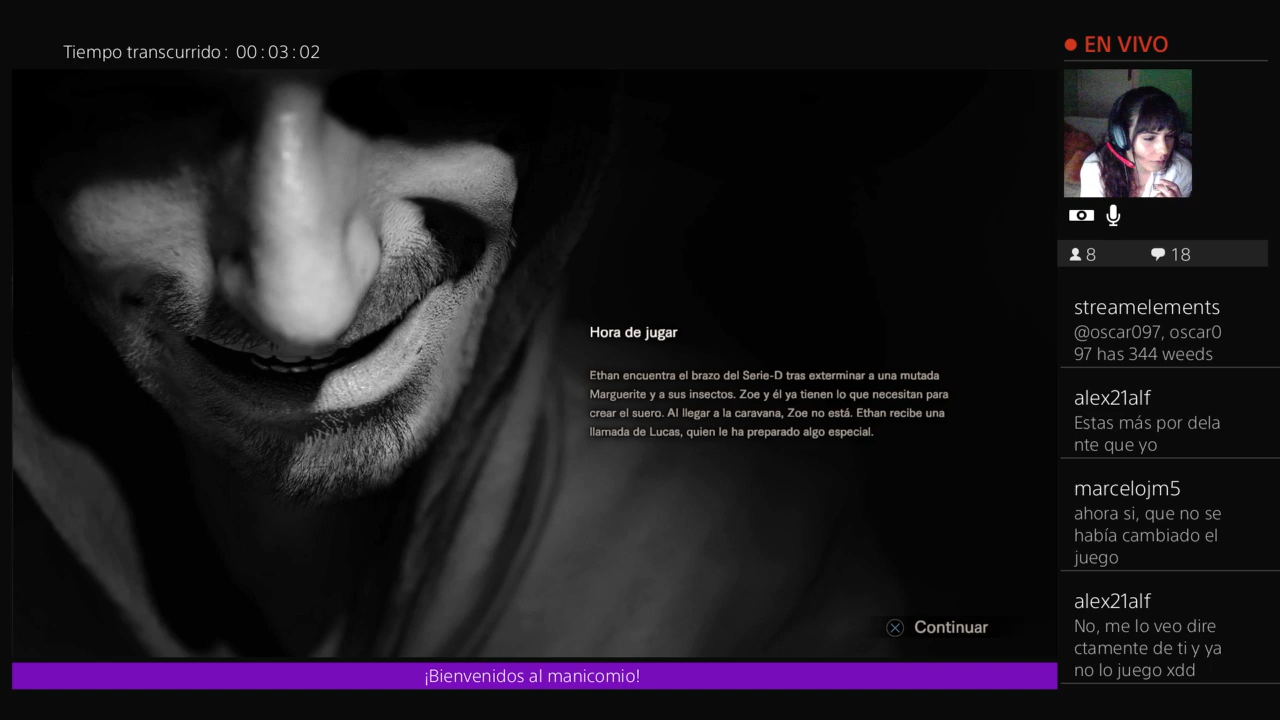 Tiempo transcurrido: 00:03:02
EN VIVO
8 18
Hora de jugar
Ethan encuentra el brazo del Serie-D tras exterminar a una mutada
Marguerite y a sus insectos. Zoe y él ya tienen lo que necesitan para
crear el suero. Al llegar a la caravana, Zoe no está. Ethan recibe una
llamada de Lucas, quien le ha preparado algo especial.
Continuar
¡Bienvenidos al manicomio!
streamelements
@oscar097, oscar0
97 has 344 weeds
alex21alf
Estas más por dela
nte que yo
marcelojm5
ahora si, que no se
había cambiado el
juego
alex21alf
No, me lo veo dire
ctamente de ti y ya
no lo juego xdd